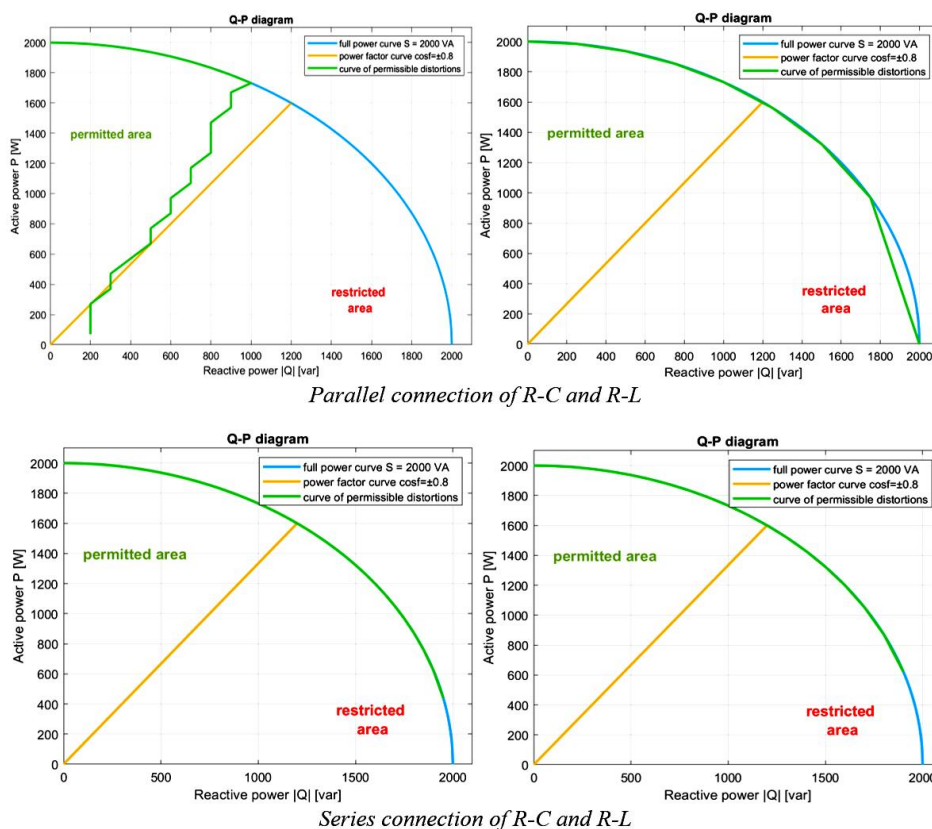 Q-P diagram
full power curve S = 2000 VA
power factor curve cosf=±0.8
curve of permissible distortions
permitted area
restricted
area
Active power P [W]
2000
1800
1600
1400
1200
1000
800
600
400
200
0
0 200 400 600 800 1000 1200 1400 1600 1800 2000
Reactive power |Q| [var]
Q-P diagram
full power curve S = 2000 VA
power factor curve cosf=±0.8
curve of permissible distortions
permitted area
restricted
area
Active power P [W]
2000
1800
1600
1400
1200
1000
800
600
400
200
0
0 200 400 600 800 1000 1200 1400 1600 1800 2000
Reactive power |Q| [var]
Parallel connection of R-C and R-L
Q-P diagram
full power curve S = 2000 VA
power factor curve cosf=±0.8
curve of permissible distortions
permitted area
restricted
area
Active power P [W]
2000
1800
1600
1400
1200
1000
800
600
400
200
0
0 500 1000 1500 2000
Reactive power |Q| [var]
Q-P diagram
full power curve S = 2000 VA
power factor curve cosf=±0.8
curve of permissible distortions
permitted area
restricted
area
Active power P [W]
2000
1800
1600
1400
1200
1000
800
600
400
200
0
0 500 1000 1500 2000
Reactive power |Q| [var]
Series connection of R-C and R-L